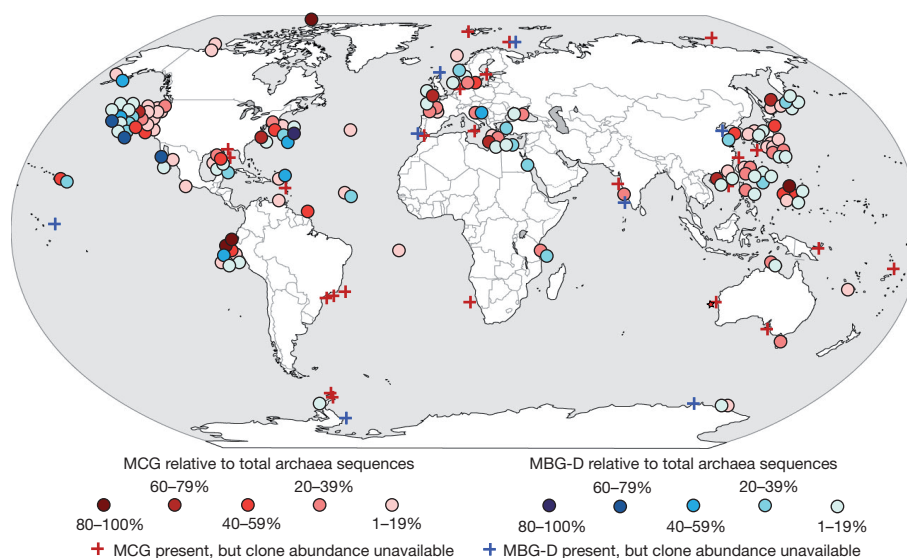 MCG relative to total archaea sequences
60–79% 20–39%
80–100% 40–59% 1–19%
+ MCG present, but clone abundance unavailable
MBG-D relative to total archaea sequences
60–79% 20–39%
80–100% 40–59% 1–19%
+ MBG-D present, but clone abundance unavailable